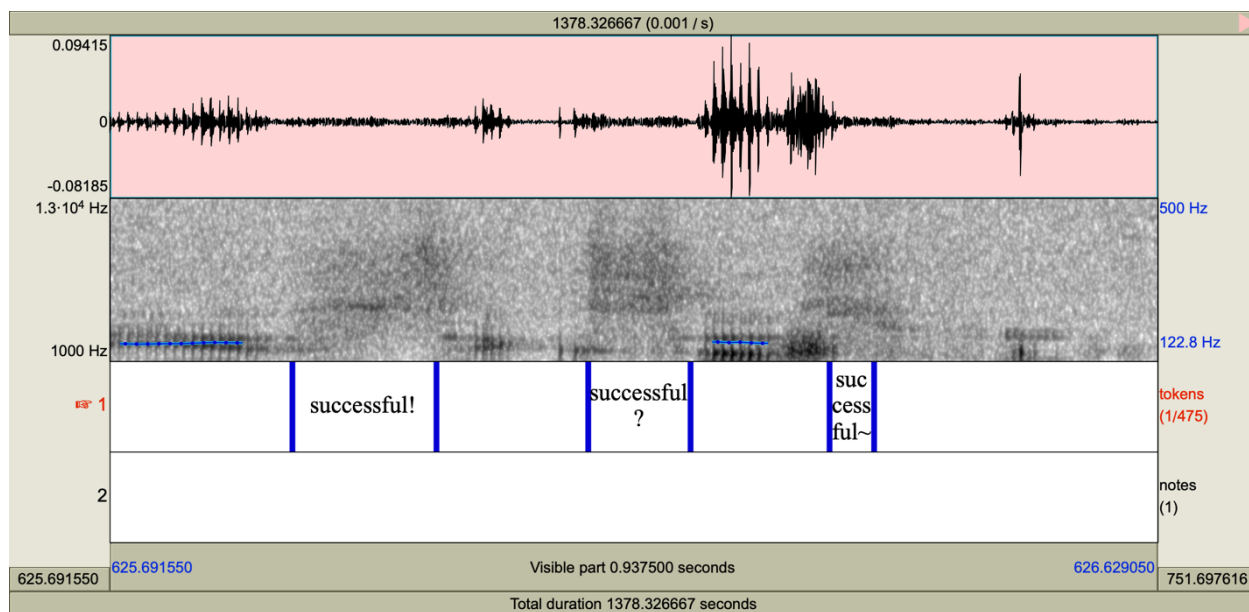 1378.326667 (0.001 / s)
0.09415
0
-0.08185
1.3·10⁴ Hz
500 Hz
1000 Hz
122.8 Hz
☞ 1
successful!
successful
?
suc
cess
ful~
tokens
(1/475)
2
notes
(1)
625.691550
625.691550
Visible part 0.937500 seconds
626.629050
751.697616
Total duration 1378.326667 seconds